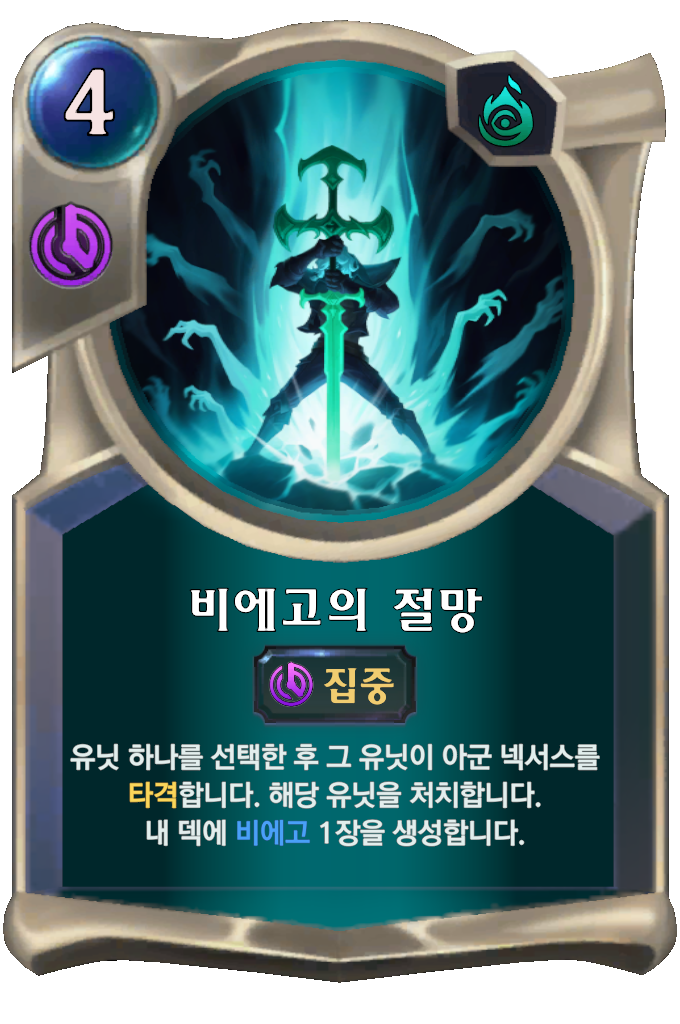 4
비에고의 절망
집중
유닛 하나를 선택한 후 그 유닛이 아군 넥서스를
타격합니다. 해당 유닛을 처치합니다.
내 덱에 비에고 1장을 생성합니다.